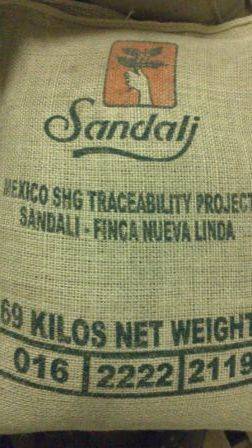 Sandalj
MEXICO SHG TRACEABILITY PROJECT
SANDALI - FINCA NUEVA LINDA
69 KILOS NET WEIGHT
016 2222 2119